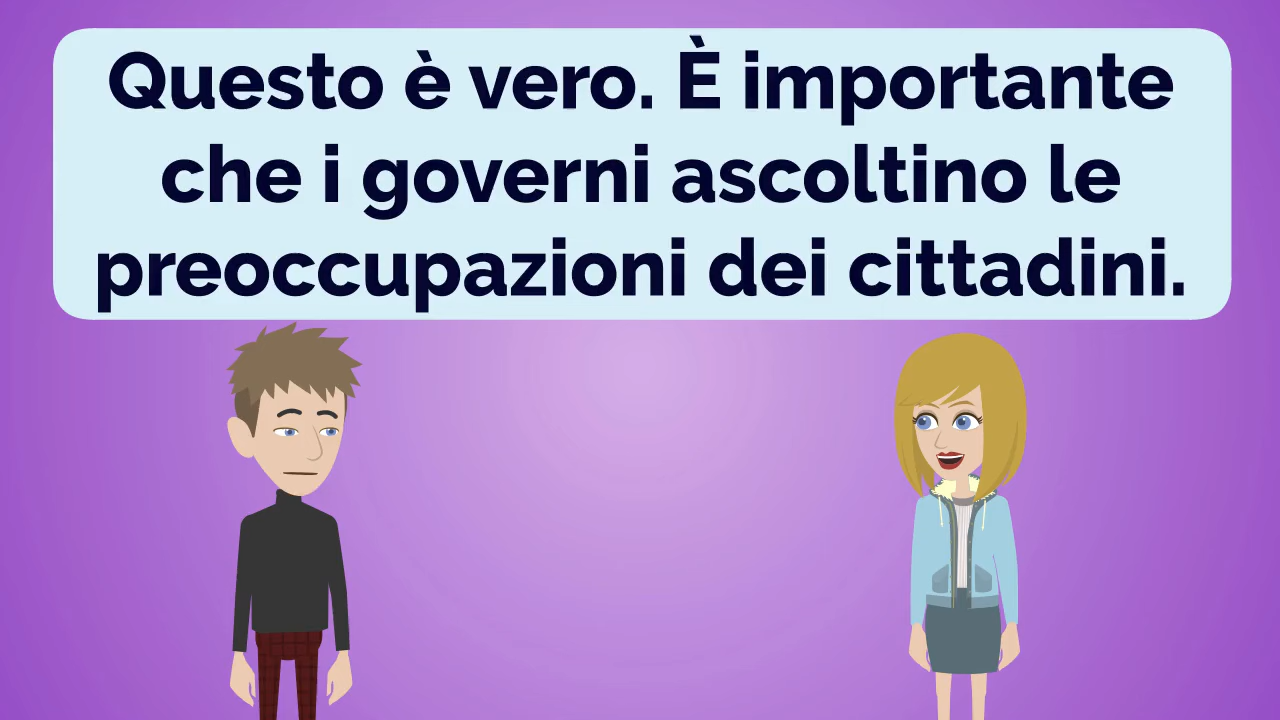 Questo è vero. È importante
che i governi ascoltino le
preoccupazioni dei cittadini.